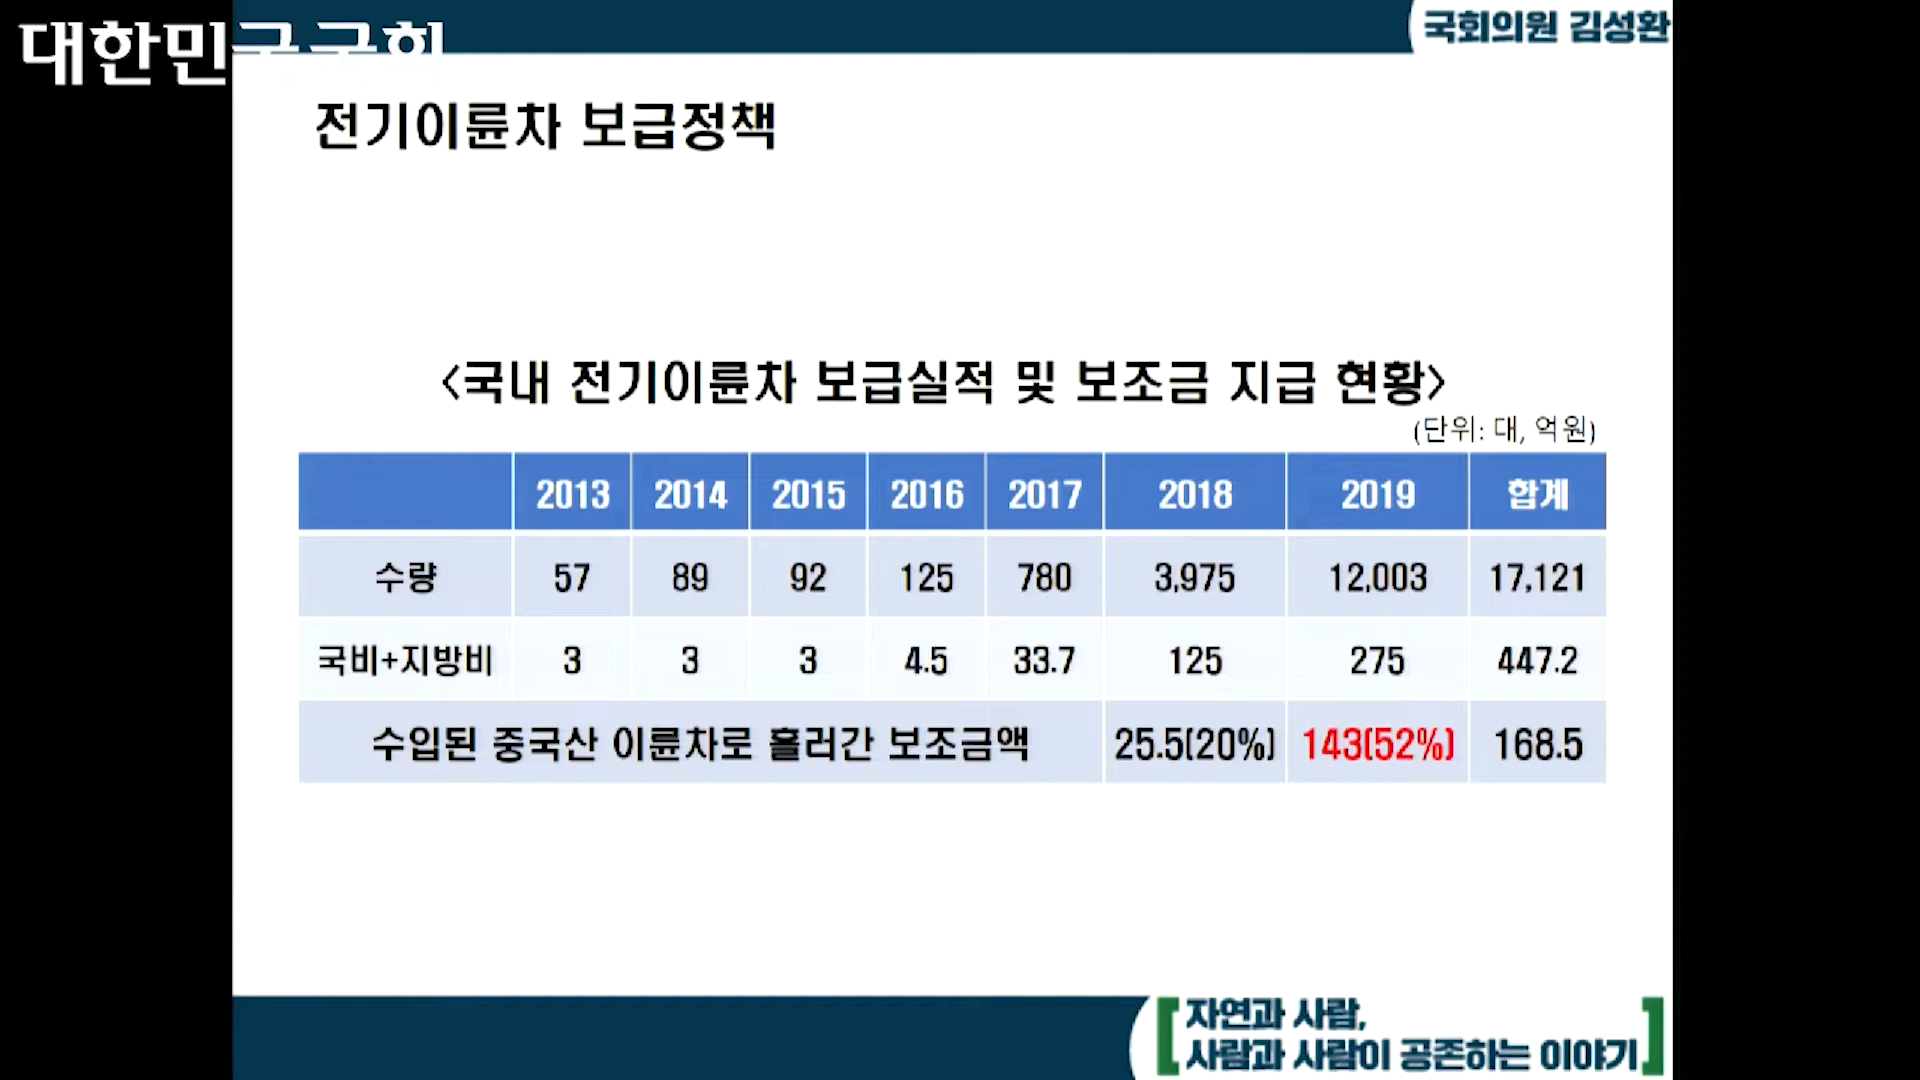 대한민국국회
국회의원 김성환
전기이륜차 보급정책
<국내 전기이륜차 보급실적 및 보조금 지급 현황>
(단위: 대, 억원)
2013 2014 2015 2016 2017 2018 2019 합계
수량 57 89 92 125 780 3,975 12,003 17,121
국비+지방비 3 3 3 4.5 33.7 125 275 447.2
수입된 중국산 이륜차로 흘러간 보조금액 25.5(20%) 143(52%) 168.5
[자연과 사람,
사람과 사람이 공존하는 이야기]